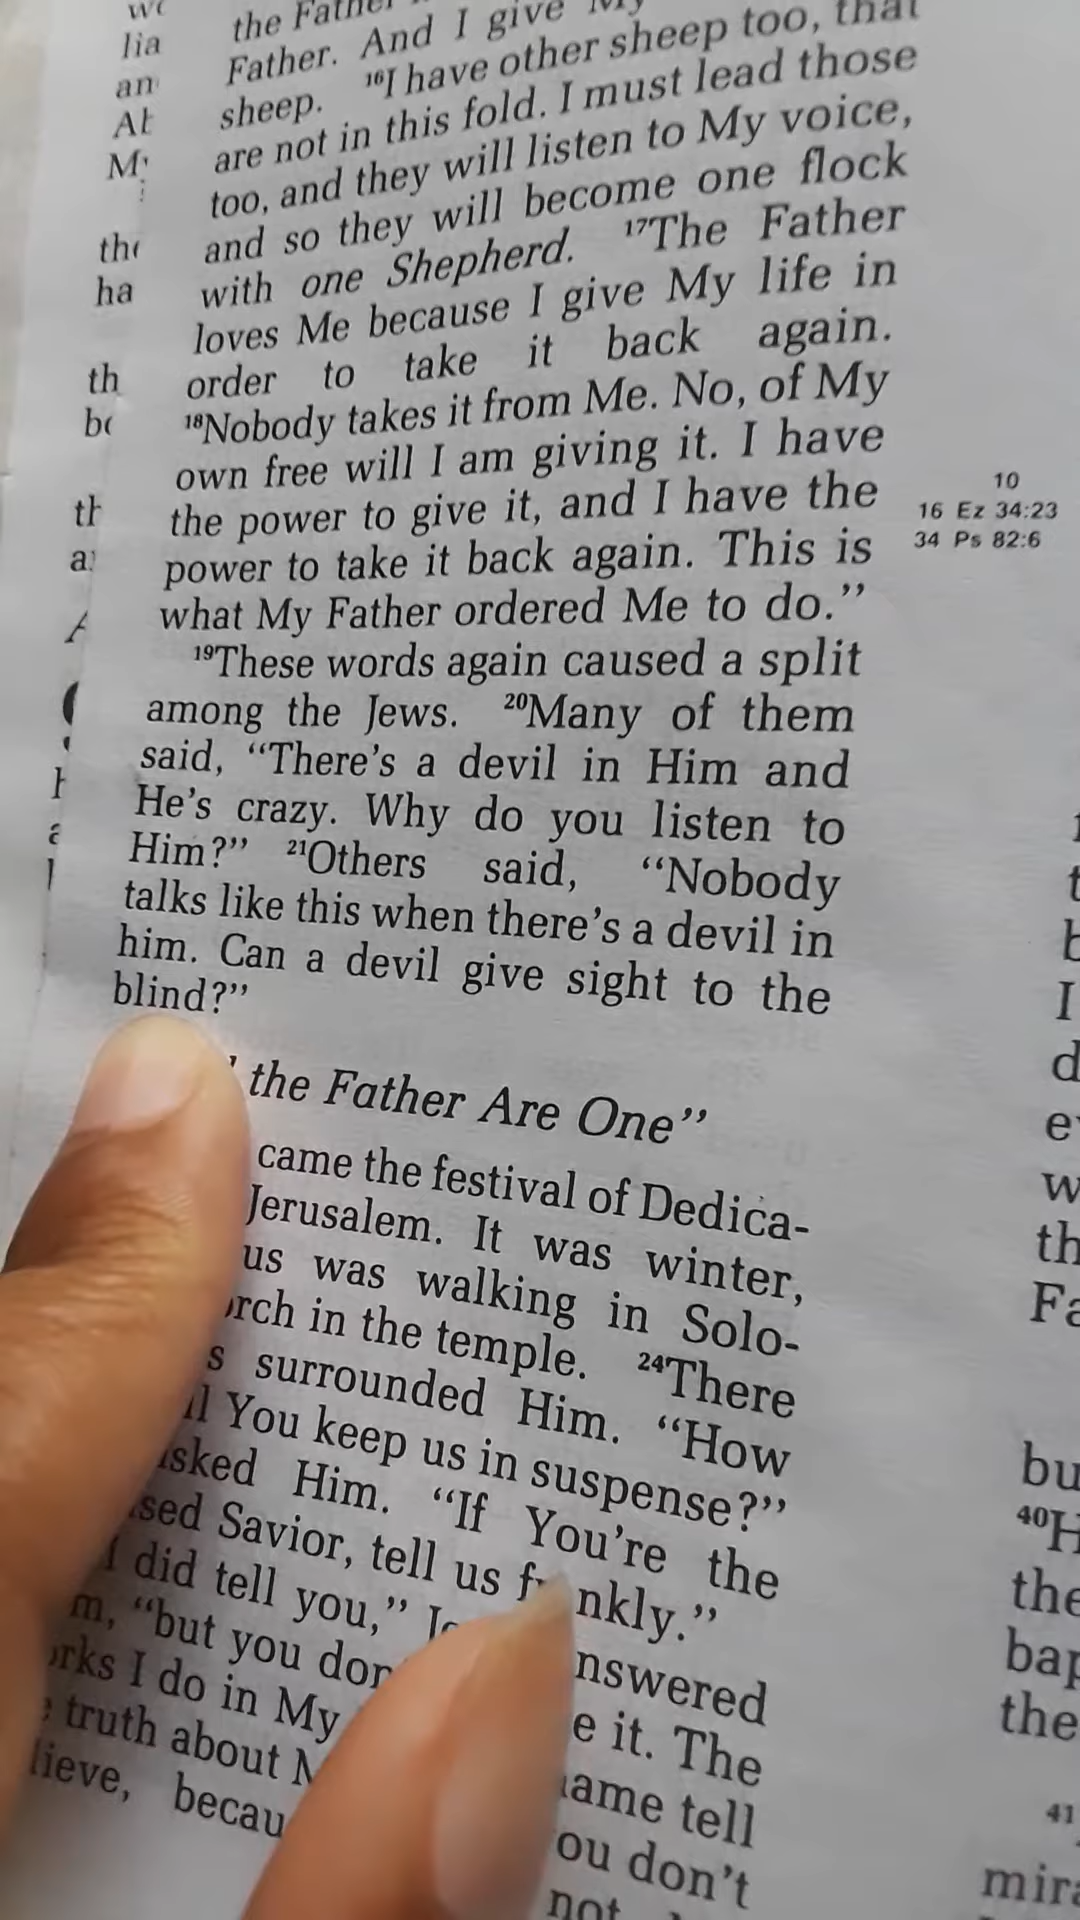 the Father
Father. And I give My
sheep. ¹⁶I have other sheep too, that
are not in this fold. I must lead those
too, and they will listen to My voice,
and so they will become one flock
with one Shepherd. ¹⁷The Father
loves Me because I give My life in
order to take it back again.
¹⁸Nobody takes it from Me. No, of My
own free will I am giving it. I have
the power to give it, and I have the
power to take it back again. This is
what My Father ordered Me to do.”
¹⁹These words again caused a split
among the Jews. ²⁰Many of them
said, “There’s a devil in Him and
He’s crazy. Why do you listen to
Him?” ²¹Others said, “Nobody
talks like this when there’s a devil in
him. Can a devil give sight to the
blind?”
the Father Are One”
came the festival of Dedica-
Jerusalem. It was winter,
us was walking in Solo-
rch in the temple. ²⁴There
s surrounded Him. “How
You keep us in suspense?”
sked Him. “If You’re the
sed Savior, tell us nkly.”
I did tell you,” nswered
m, “but you don e it. The
rks I do in My ame tell
truth about ou don’t
lieve, becau not
10
16 Ez 34:23
34 Ps 82:6
bu
⁴⁰H
the
bap
the
41
mira